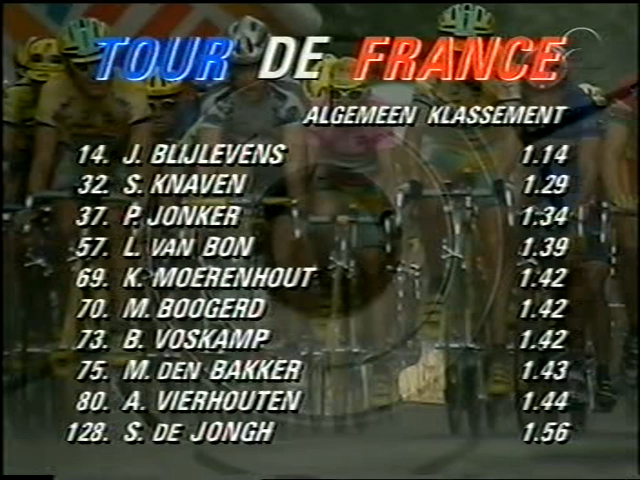 TOUR DE FRANCE
ALGEMEEN KLASSEMENT
14. J. BLIJLEVENS 1.14
32. S. KNAVEN 1.29
37. P. JONKER 1.34
57. L. VAN BON 1.39
69. K. MOERENHOUT 1.42
70. M. BOOGERD 1.42
73. B. VOSKAMP 1.42
75. M. DEN BAKKER 1.43
80. A. VIERHOUTEN 1.44
128. S. DE JONGH 1.56